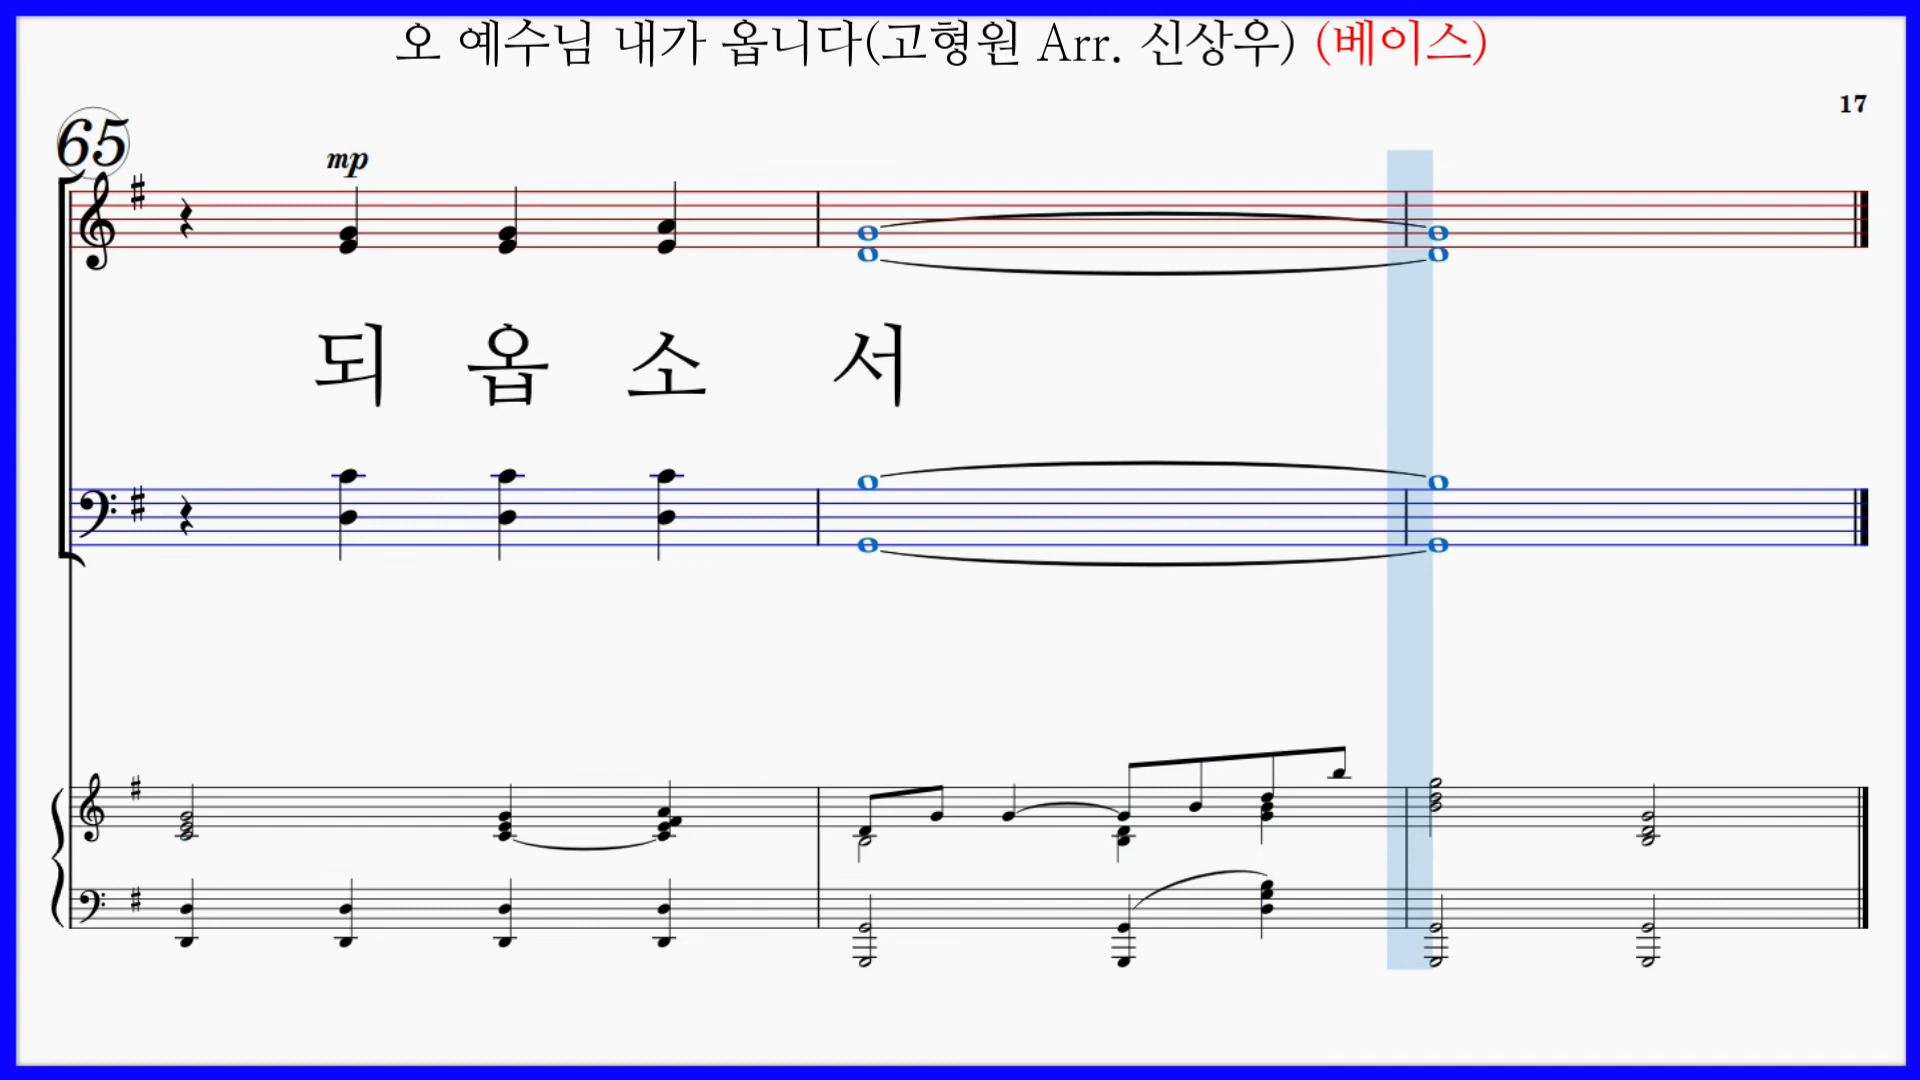 오 예수님 내가 옵니다(고형원 Arr. 신상우) (베이스)
17
65
mp
되 옵 소 서